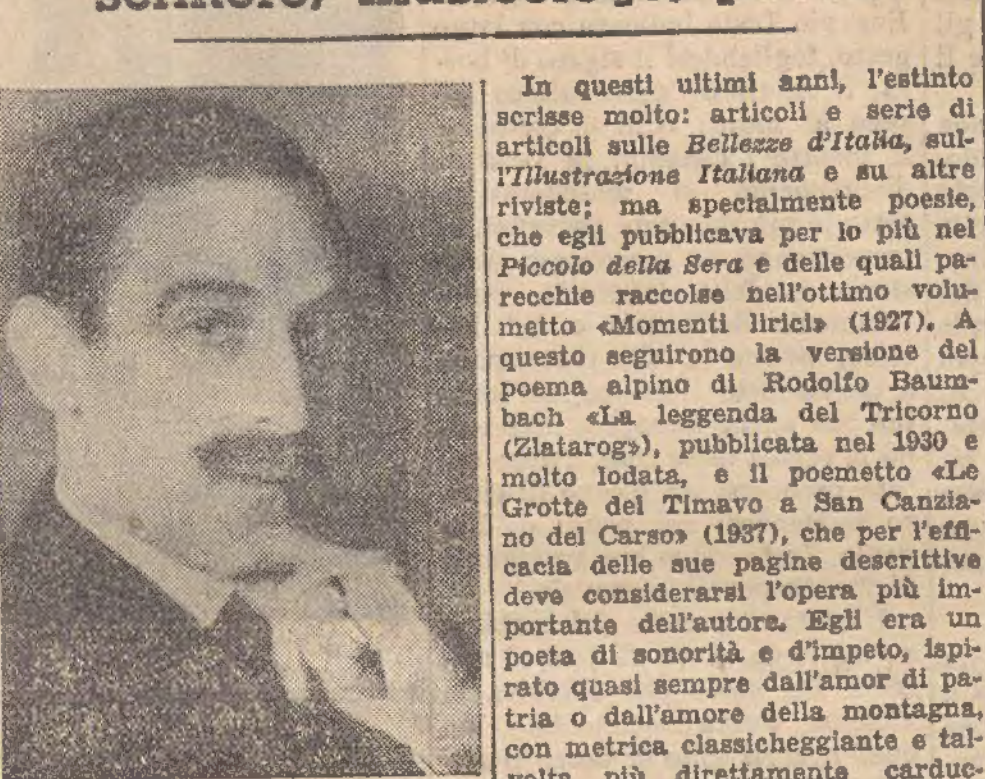 In questi ultimi anni, l'estinto
scrisse molto: articoli e serie di
articoli sulle Bellezze d'Italia, sul-
l'Illustrazione Italiana e su altre
riviste; ma specialmente poesie,
che egli pubblicava per lo più nel
Piccolo della Sera e delle quali pa-
recchie raccolse nell'ottimo volu-
metto «Momenti lirici» (1927). A
questo seguirono la versione del
poema alpino di Rodolfo Baum-
bach «La leggenda del Tricorno
(Zlatarog»), pubblicata nel 1930 e
molto lodata, e il poemetto «Le
Grotte del Timavo a San Canzia-
no del Carso» (1937), che per l'effi-
cacia delle sue pagine descrittive
deve considerarsi l'opera più im-
portante dell'autore. Egli era un
poeta di sonorità e d'impeto, ispi-
rato quasi sempre dall'amor di pa-
tria o dall'amore della montagna,
con metrica classicheggiante e tal-
volta più direttamente carduc-